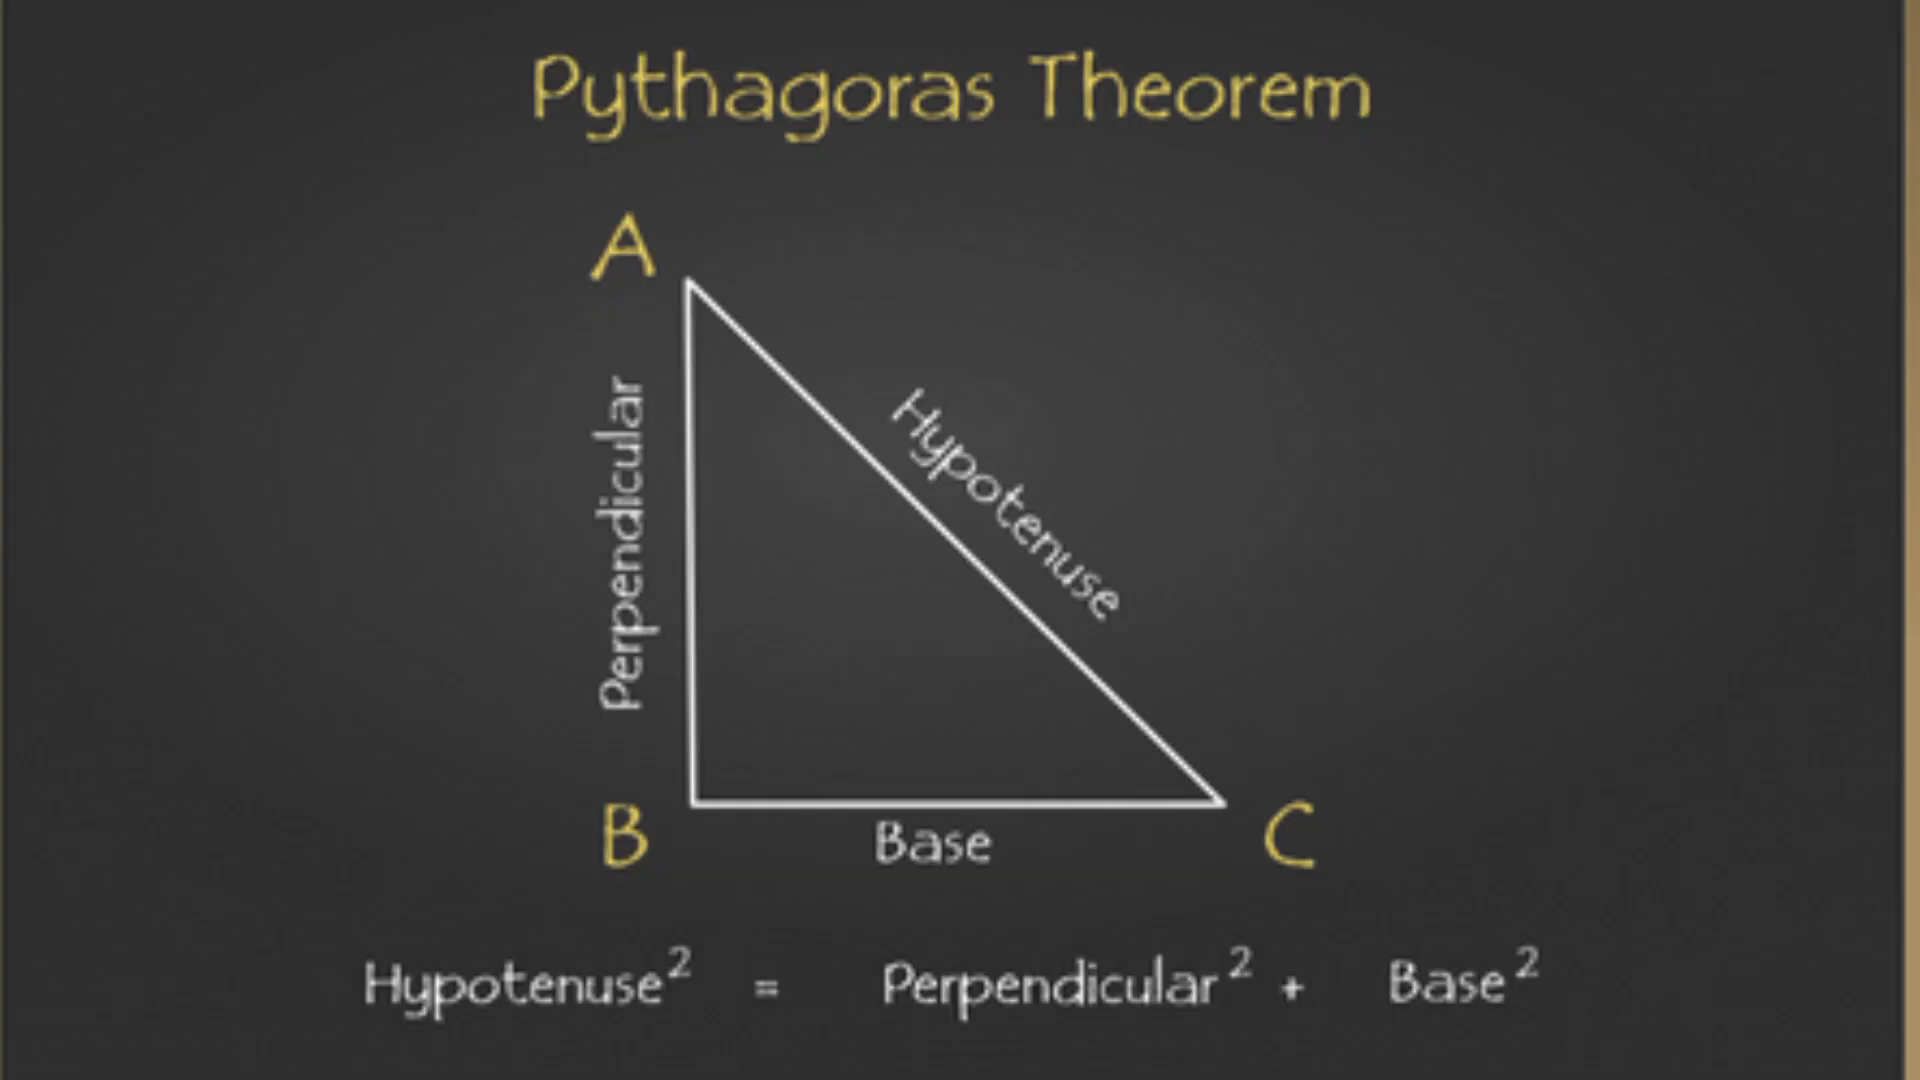 Pythagoras Theorem
A
Perpendicular
Hypotenuse
B
Base
C
Hypotenuse² = Perpendicular² + Base²